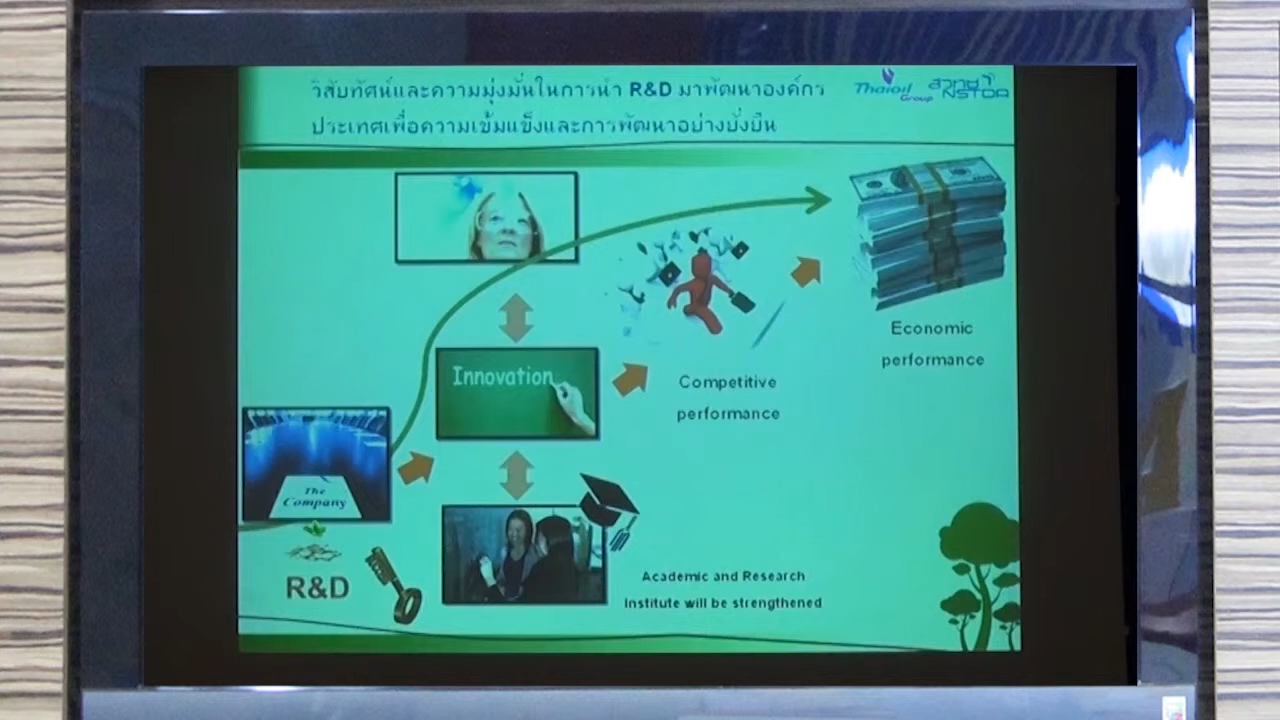 วิสัยทัศน์และความมุ่งมั่นในการนำ R&D มาพัฒนาองค์กร
ประเทศเพื่อความเข้มแข็งและการพัฒนาอย่างยั่งยืน
Thaioil
Group
สวทช
NSTDA
Innovation
Economic
performance
Competitive
performance
The
Company
R&D
Academic and Research
Institute will be strengthened